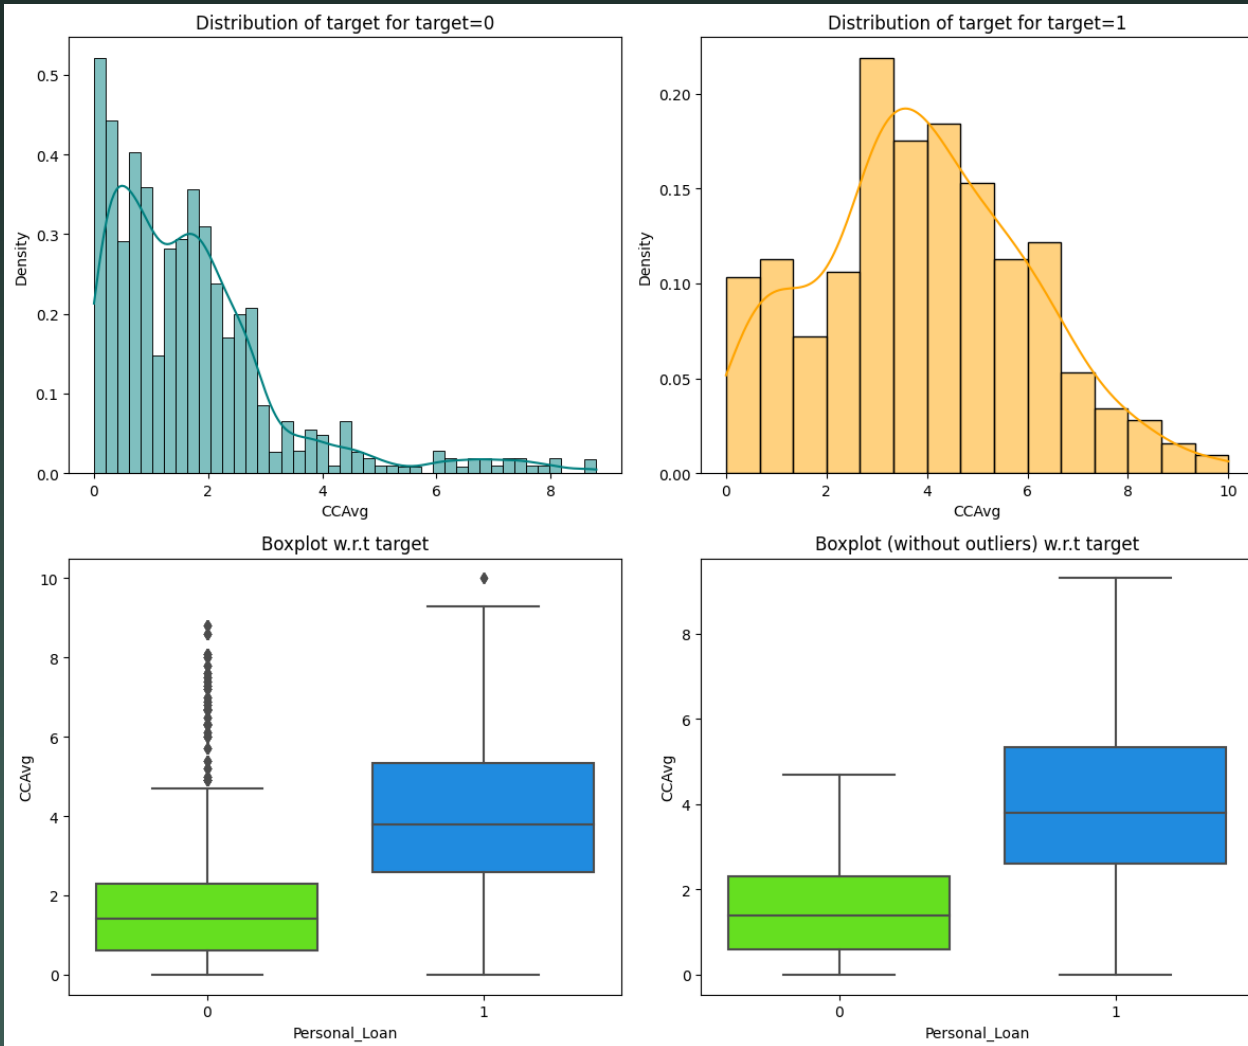 Distribution of target for target=0
Density
0.5
0.4
0.3
0.2
0.1
0.0
0 2 4 6 8
CCAvg
Distribution of target for target=1
Density
0.20
0.15
0.10
0.05
0.00
0 2 4 6 8 10
CCAvg
Boxplot w.r.t target
CCAvg
10
8
6
4
2
0
0 1
Personal_Loan
Boxplot (without outliers) w.r.t target
CCAvg
8
6
4
2
0
0 1
Personal_Loan